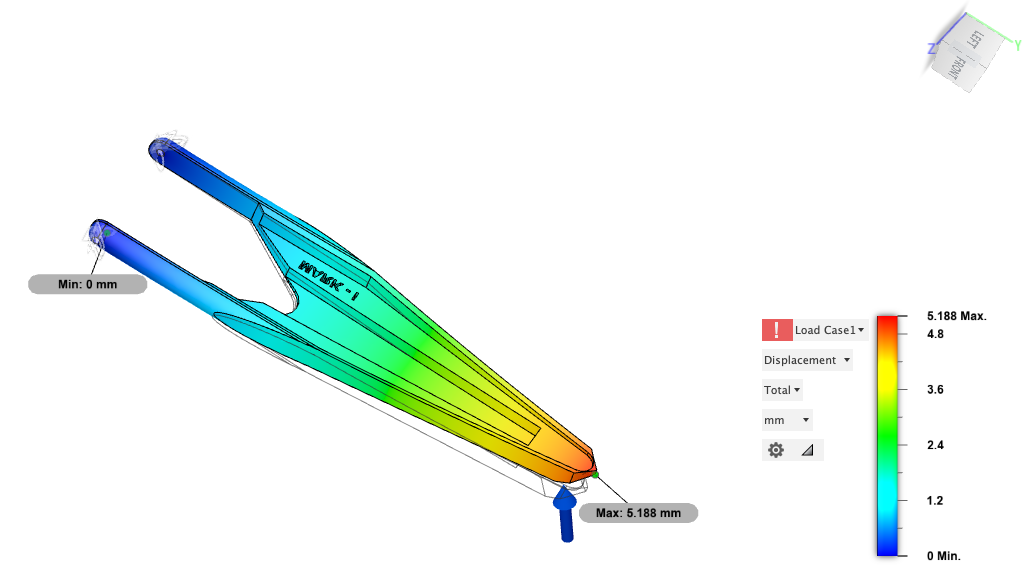 LEFT
FRONT
Z
Y
MARK - I
Min: 0 mm
Max: 5.188 mm
Load Case1
Displacement
Total
mm
5.188 Max.
4.8
3.6
2.4
1.2
0 Min.